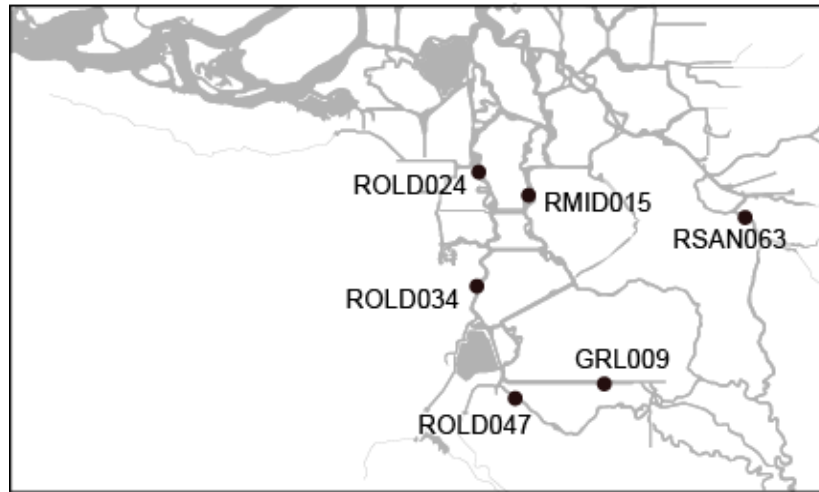 ROLD024
RMID015
RSAN063
ROLD034
GRL009
ROLD047